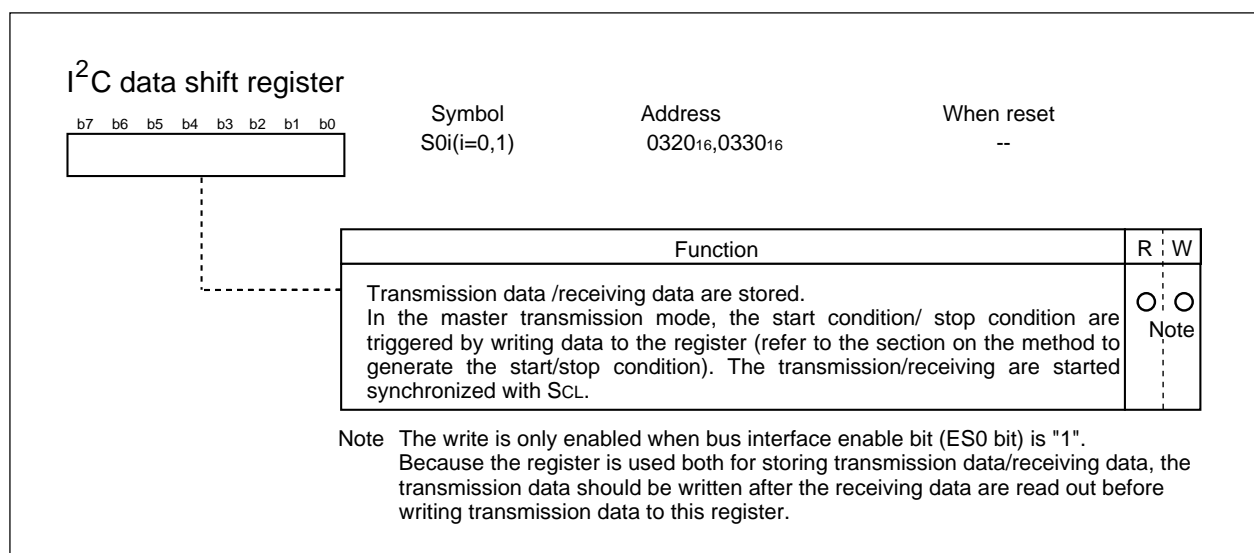 I²C data shift register
b7 b6 b5 b4 b3 b2 b1 b0
Symbol Address When reset
S0i(i=0,1) 0320₁₆,0330₁₆ --
Function R W
Transmission data /receiving data are stored.
In the master transmission mode, the start condition/ stop condition are
triggered by writing data to the register (refer to the section on the method to
generate the start/stop condition). The transmission/receiving are started
synchronized with SCL.
Note
Note The write is only enabled when bus interface enable bit (ES0 bit) is "1".
Because the register is used both for storing transmission data/receiving data, the
transmission data should be written after the receiving data are read out before
writing transmission data to this register.